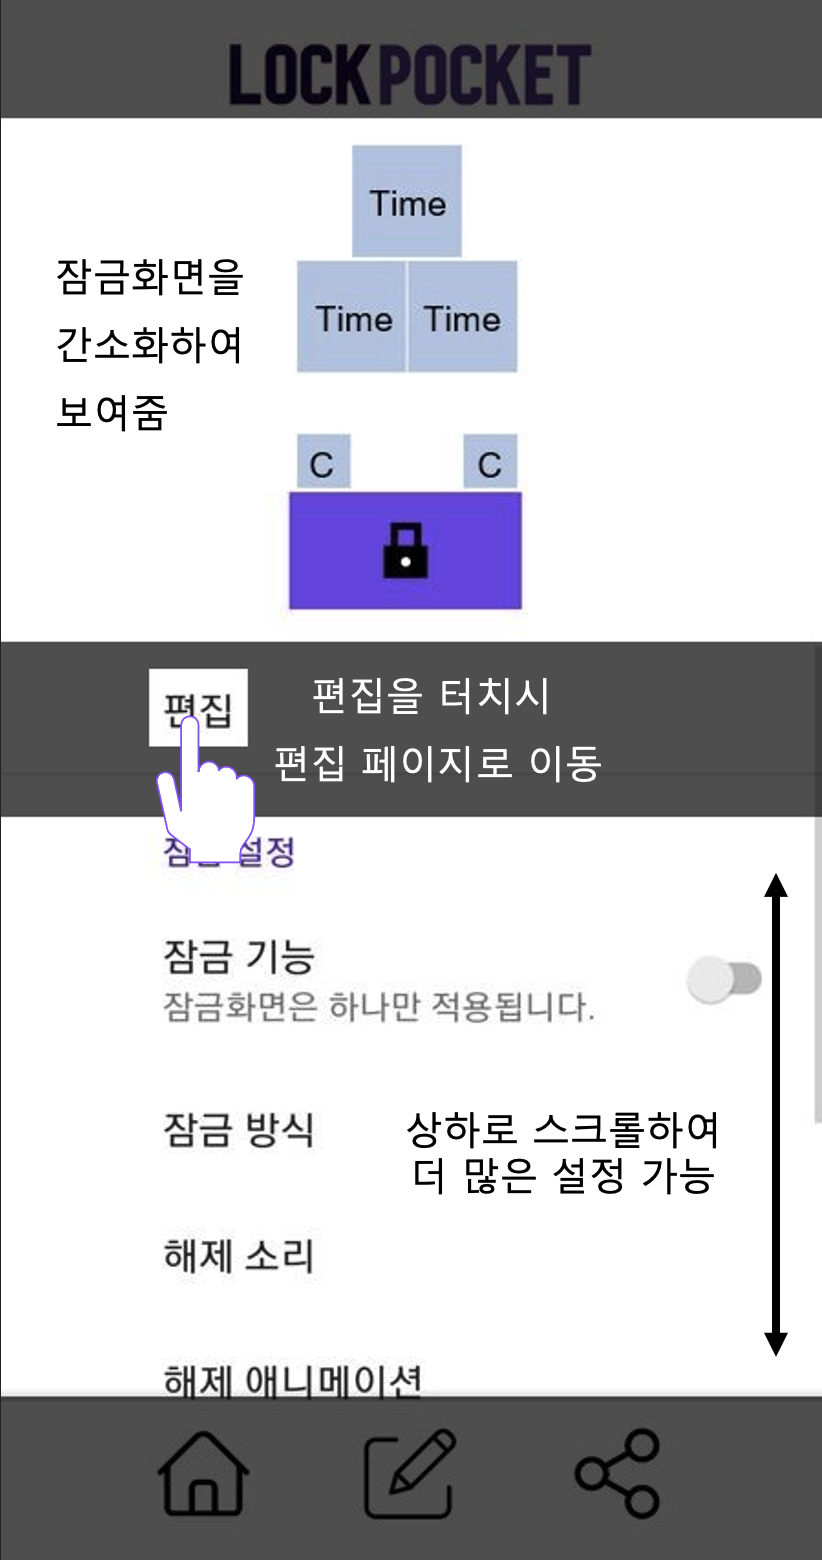 LOCKPOCKET
Time
Time Time
잠금화면을
간소화하여
보여줌
C C
편집
편집을 터치시
편집 페이지로 이동
잠금 설정
잠금 기능
잠금화면은 하나만 적용됩니다.
잠금 방식
상하로 스크롤하여
더 많은 설정 가능
해제 소리
해제 애니메이션